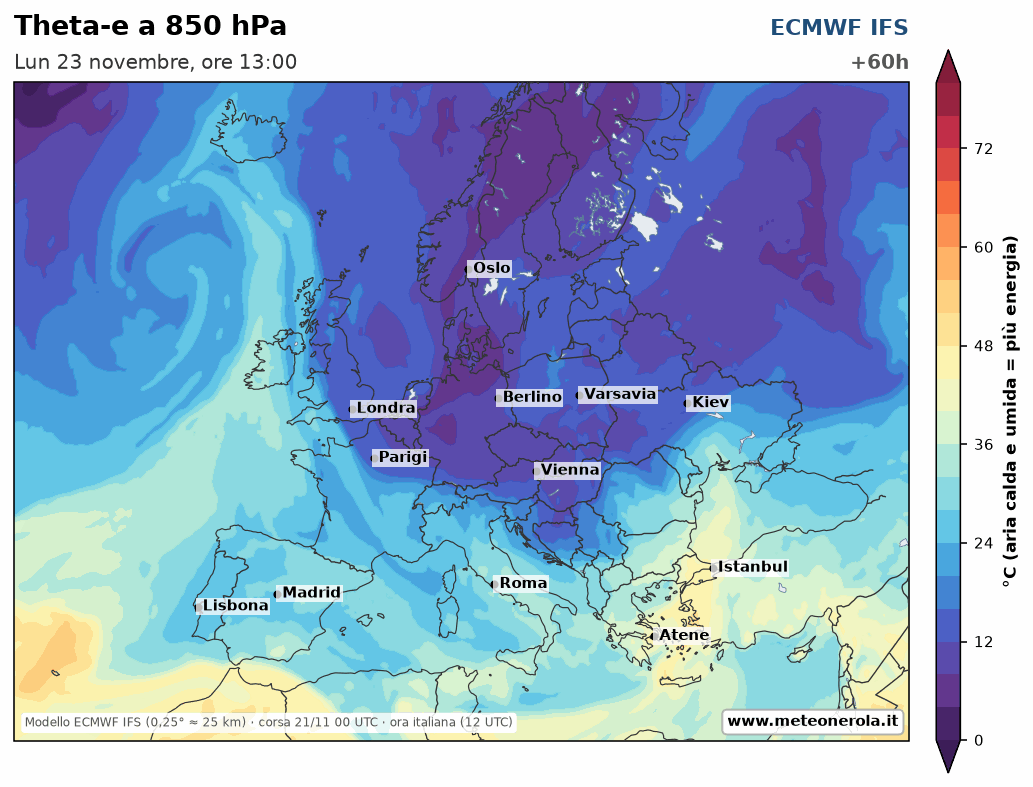 Theta-e a 850 hPa
ECMWF IFS
Lun 23 novembre, ore 13:00
+60h
Oslo
Berlino
Varsavia
Kiev
Londra
Parigi
Vienna
Istanbul
Roma
Madrid
Lisbona
Atene
Modello ECMWF IFS (0,25° ≈ 25 km) · corsa 21/11 00 UTC · ora italiana (12 UTC)
www.meteonerola.it
72
60
48
36
24
12
0
°C (aria calda e umida = più energia)